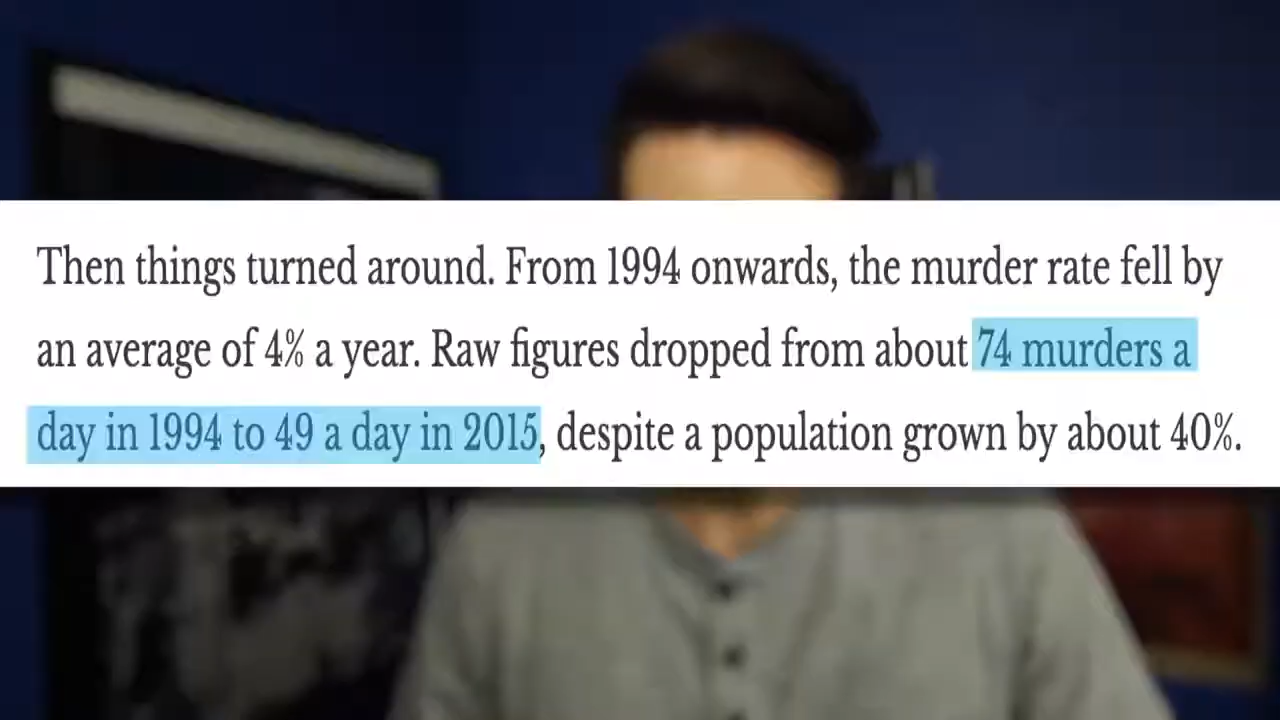 Then things turned around. From 1994 onwards, the murder rate fell by
an average of 4% a year. Raw figures dropped from about 74 murders a
day in 1994 to 49 a day in 2015, despite a population grown by about 40%.